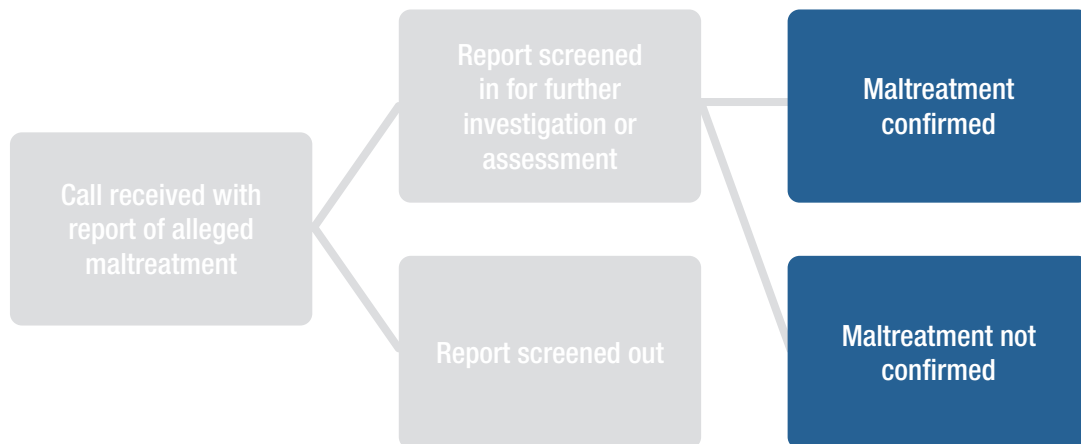 Call received with
report of alleged
maltreatment
Report screened
in for further
investigation or
assessment
Report screened out
Maltreatment
confirmed
Maltreatment not
confirmed